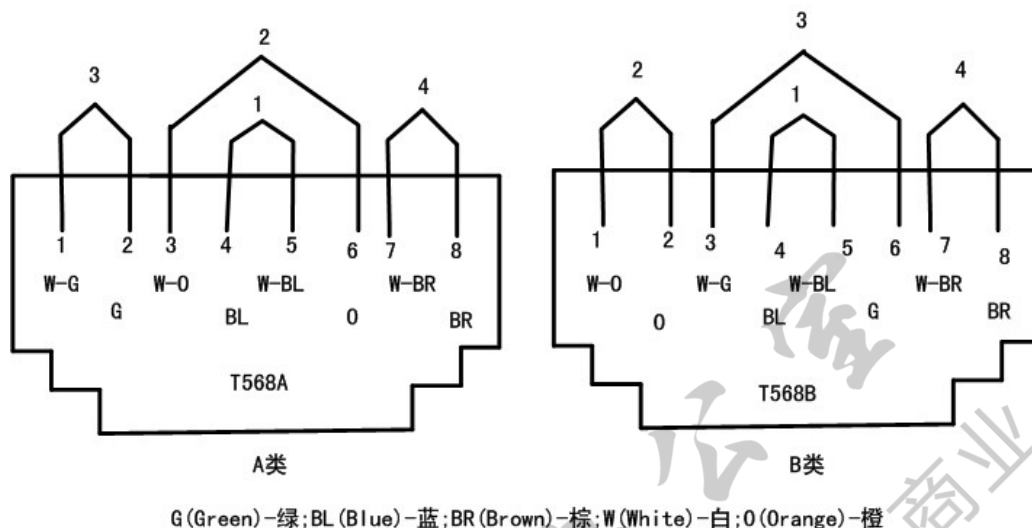 2 3
3 4 2 4
1 1
1 2 3 4 5 6 7 8 1 2 3 4 5 6 7 8
W-G W-O W-BL W-BR W-O W-G W-BL W-BR
G BL O BR O BL G BR
T568A T568B
A类 B类
G(Green)-绿;BL(Blue)-蓝;BR(Brown)-棕;W(White)-白;O(Orange)-橙
商业